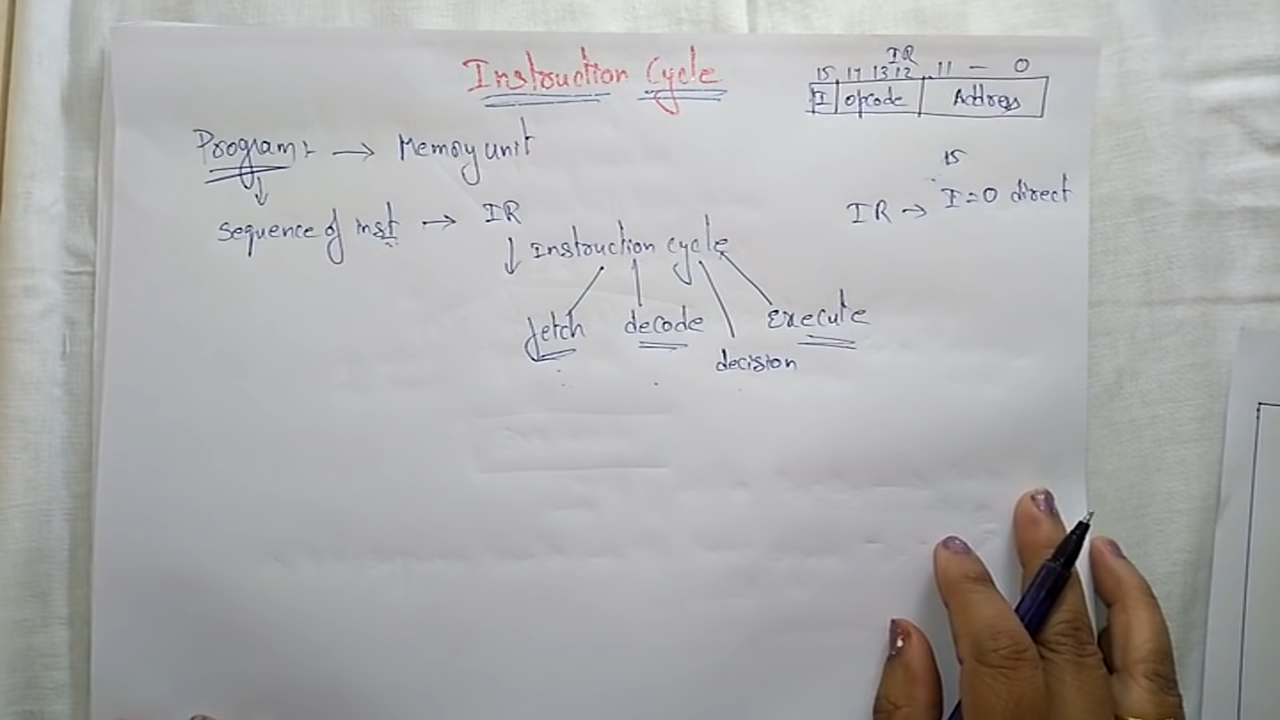 Instruction Cycle
IR
15 14 13 12 11 — 0
I opcode Address
Program :- → Memoy unit
↓
15
Sequence of inst → IR
IR → I=0 direct
↓ Instruction cycle
fetch decode decision Execute